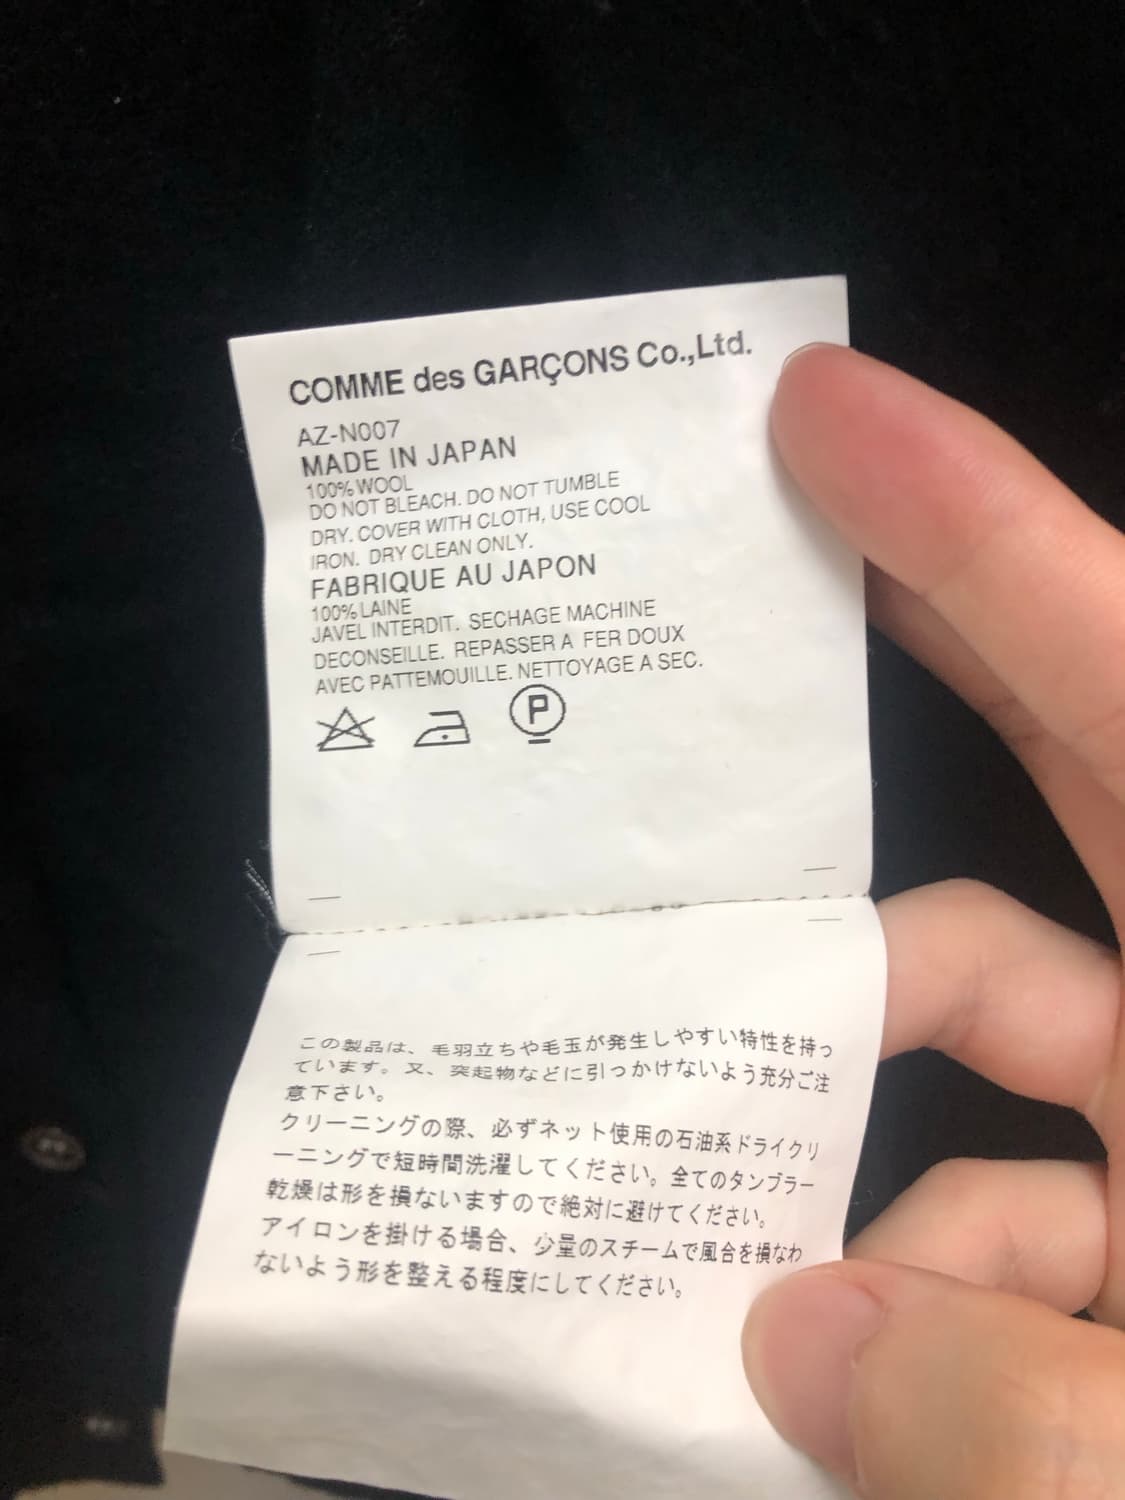 COMME des GARÇONS Co.,Ltd.
AZ-N007
MADE IN JAPAN
100% WOOL
DO NOT BLEACH. DO NOT TUMBLE
DRY. COVER WITH CLOTH, USE COOL
IRON. DRY CLEAN ONLY.
FABRIQUE AU JAPON
100% LAINE
JAVEL INTERDIT. SECHAGE MACHINE
DECONSEILLE. REPASSER A FER DOUX
AVEC PATTEMOUILLE. NETTOYAGE A SEC.
P
この製品は、毛羽立ちや毛玉が発生しやすい特性を持っ
ています。又、突起物などに引っかけないよう充分ご注
意下さい。
クリーニングの際、必ずネット使用の石油系ドライクリ
ーニングで短時間洗濯してください。全てのタンブラー
乾燥は形を損ないますので絶対に避けてください。
アイロンを掛ける場合、少量のスチームで風合を損なわ
ないよう形を整える程度にしてください。